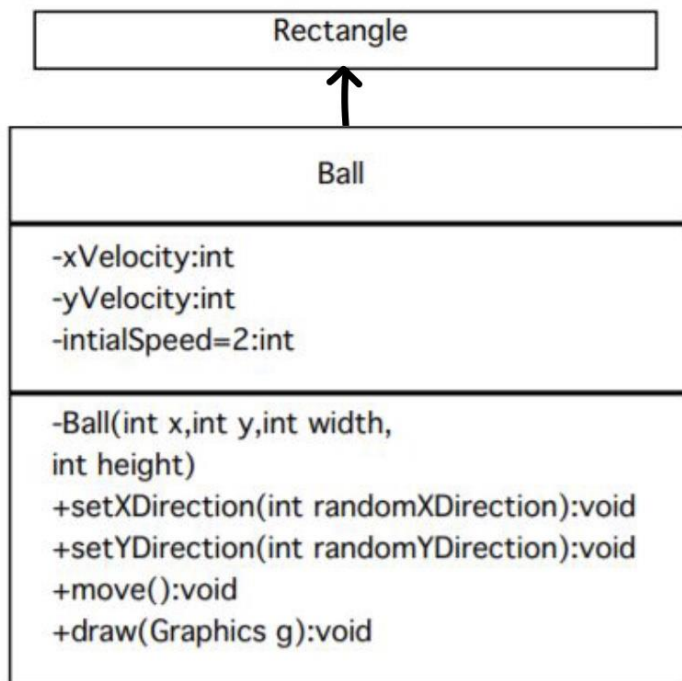 Rectangle
Ball
-xVelocity:int
-yVelocity:int
-intialSpeed=2:int
-Ball(int x,int y,int width,
int height)
+setXDirection(int randomXDirection):void
+setYDirection(int randomYDirection):void
+move():void
+draw(Graphics g):void